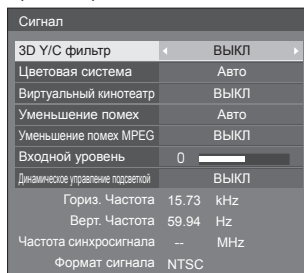 Сигнал
3D Y/C фильтр ВЫКЛ
Цветовая система Авто
Виртуальный кинотеатр ВЫКЛ
Уменьшение помех Авто
Уменьшение помех MPEG ВЫКЛ
Входной уровень 0
Динамическое управление подсветкой ВЫКЛ
Гориз. Частота 15.73 kHz
Верт. Частота 59.94 Hz
Частота синхросигнала -- MHz
Формат сигнала NTSC